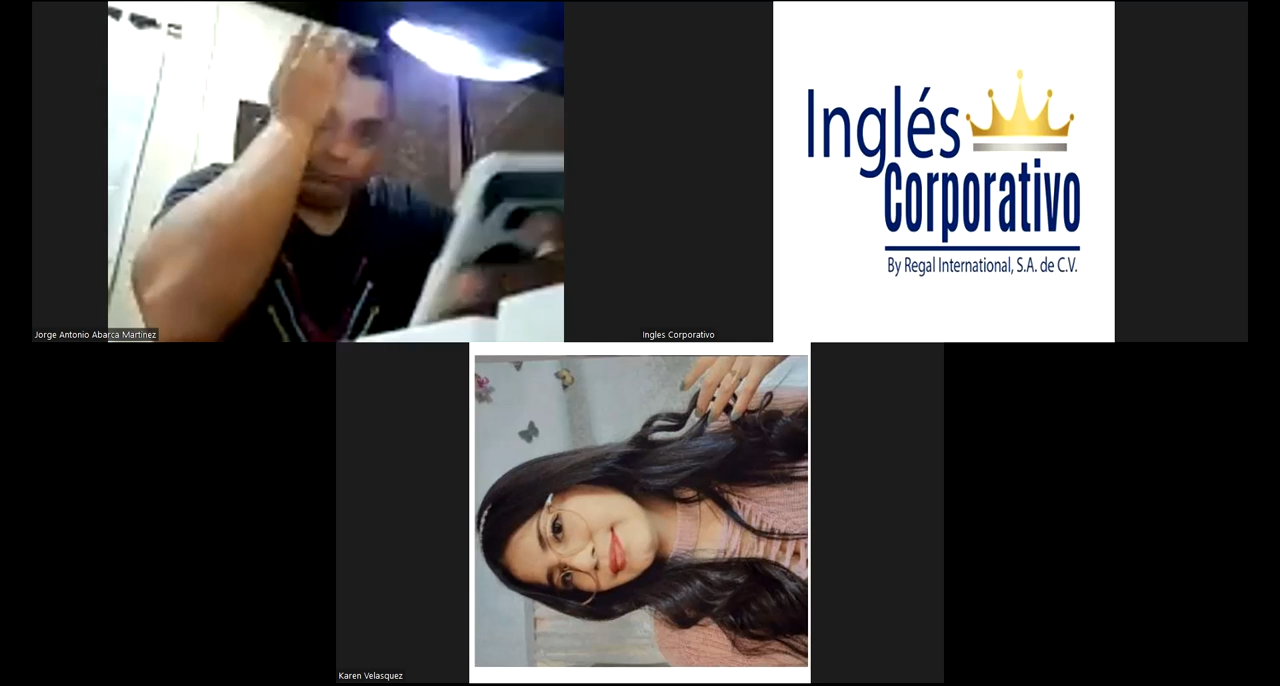 Inglés
Corporativo
By Regal International, S.A. de C.V.
Jorge Antonio Abarca Martinez
Ingles Corporativo
Karen Velasquez